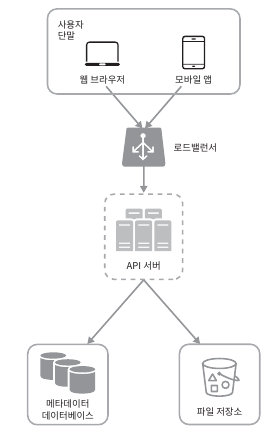 사용자
단말
웹 브라우저
모바일 앱
로드밸런서
API 서버
메타데이터
데이터베이스
파일 저장소